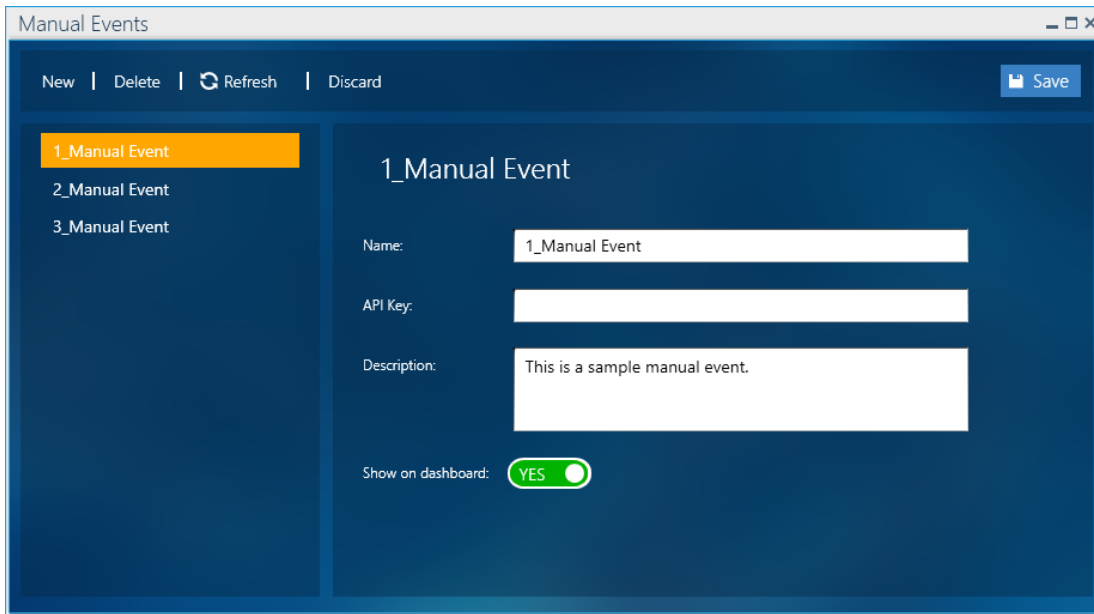 Manual Events
New | Delete | Refresh | Discard
Save
1_Manual Event
2_Manual Event
3_Manual Event
1_Manual Event
Name: 1_Manual Event
API Key:
Description: This is a sample manual event.
Show on dashboard: YES